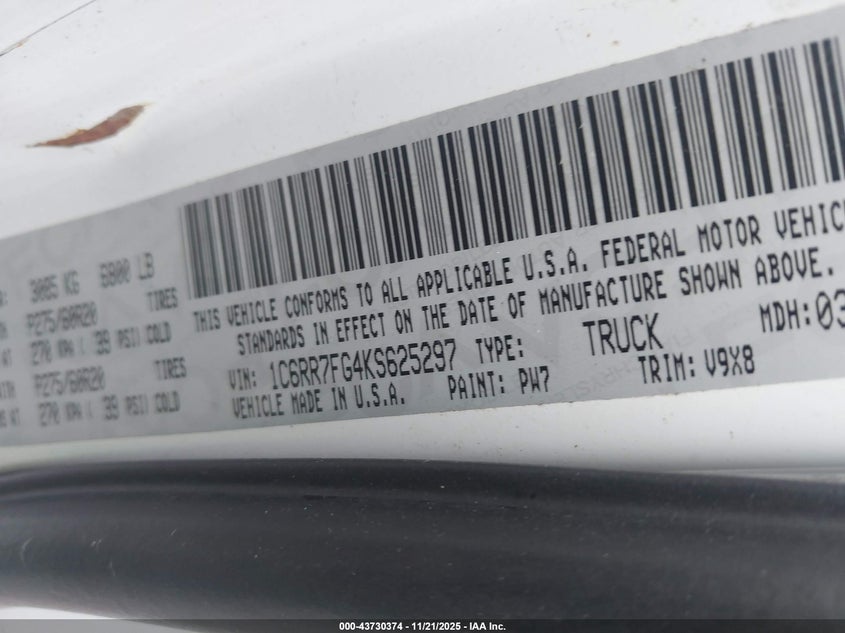 3085 KG 6800 LB
P275/60R20 TIRES
AT 270 KPA / 39 PSI COLD
P275/60R20 TIRES
270 KPA / 39 PSI COLD
THIS VEHICLE CONFORMS TO ALL APPLICABLE U.S.A. FEDERAL MOTOR VEHIC
STANDARDS IN EFFECT ON THE DATE OF MANUFACTURE SHOWN ABOVE.
VIN: 1C6RR7FG4KS625297 TYPE: TRUCK MDH: 03
VEHICLE MADE IN U.S.A. PAINT: PW7 TRIM: V9X8
000-43730374 - 11/21/2025 - IAA Inc.